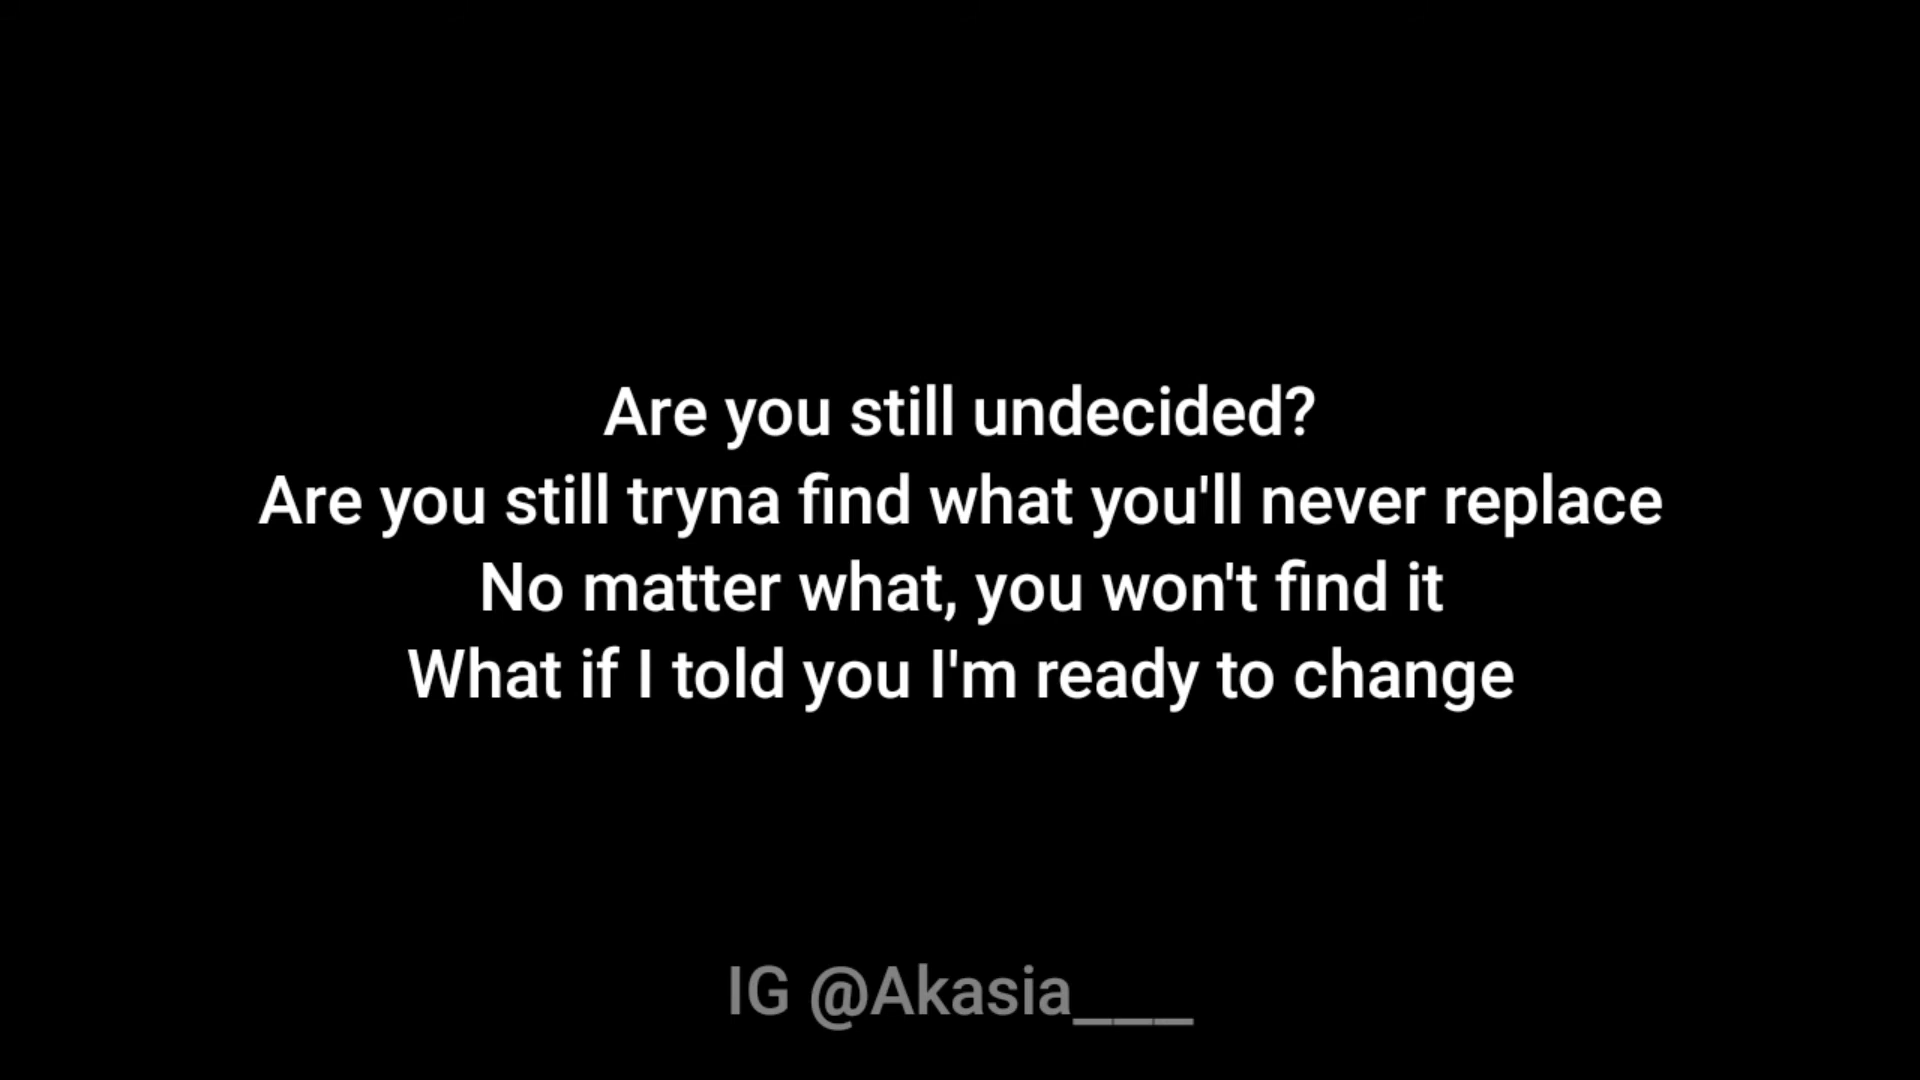 Are you still undecided?
Are you still tryna find what you'll never replace
No matter what, you won't find it
What if I told you I'm ready to change
IG @Akasia___